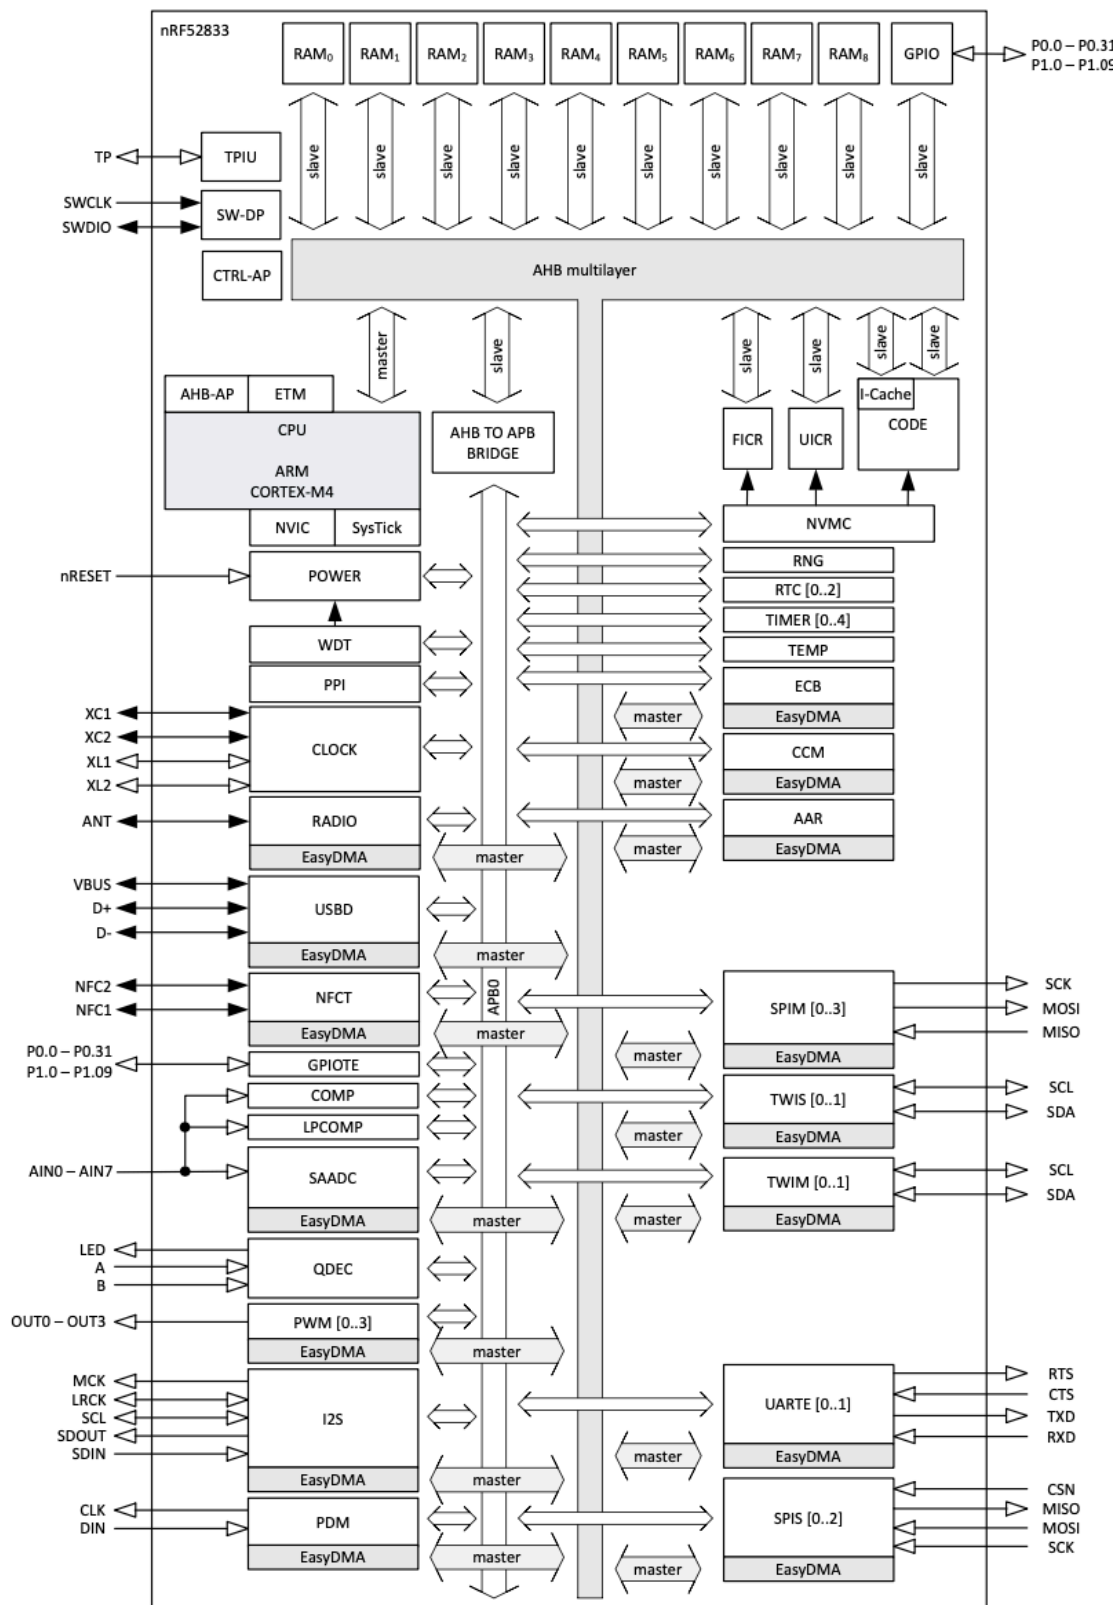 nRF52833
RAM0 RAM1 RAM2 RAM3 RAM4 RAM5 RAM6 RAM7 RAM8 GPIO
P0.0 – P0.31
P1.0 – P1.09
slave slave slave slave slave slave slave slave slave slave
TP TPIU
SWCLK
SW-DP
SWDIO
CTRL-AP
AHB multilayer
master slave slave slave slave slave
AHB-AP ETM
I-Cache
CPU
AHB TO APB
BRIDGE
FICR UICR CODE
ARM
CORTEX-M4
NVIC SysTick
NVMC
RNG
nRESET POWER
RTC [0..2]
TIMER [0..4]
WDT
TEMP
PPI
ECB
XC1
master EasyDMA
XC2
CLOCK CCM
XL1
XL2
master EasyDMA
ANT RADIO AAR
EasyDMA master
master EasyDMA
VBUS
D+ USBD
D-
EasyDMA master
NFC2
NFCT
NFC1
APB0
EasyDMA master
SPIM [0..3]
SCK
MOSI
MISO
master EasyDMA
P0.0 – P0.31
P1.0 – P1.09
GPIOTE
COMP
TWIS [0..1]
SCL
SDA
LPCOMP
master EasyDMA
AIN0 – AIN7 SAADC
TWIM [0..1]
SCL
SDA
EasyDMA master
master EasyDMA
LED
A QDEC
B
OUT0 – OUT3 PWM [0..3]
EasyDMA master
MCK
LRCK
SCL I2S
SDOUT
SDIN
EasyDMA master
UARTE [0..1]
RTS
CTS
TXD
RXD
master EasyDMA
CLK
PDM
DIN
EasyDMA master
SPIS [0..2]
CSN
MISO
MOSI
SCK
master EasyDMA